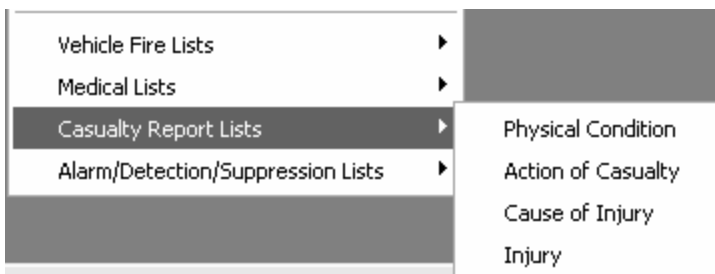 Vehicle Fire Lists
Medical Lists
Casualty Report Lists
Alarm/Detection/Suppression Lists
Physical Condition
Action of Casualty
Cause of Injury
Injury